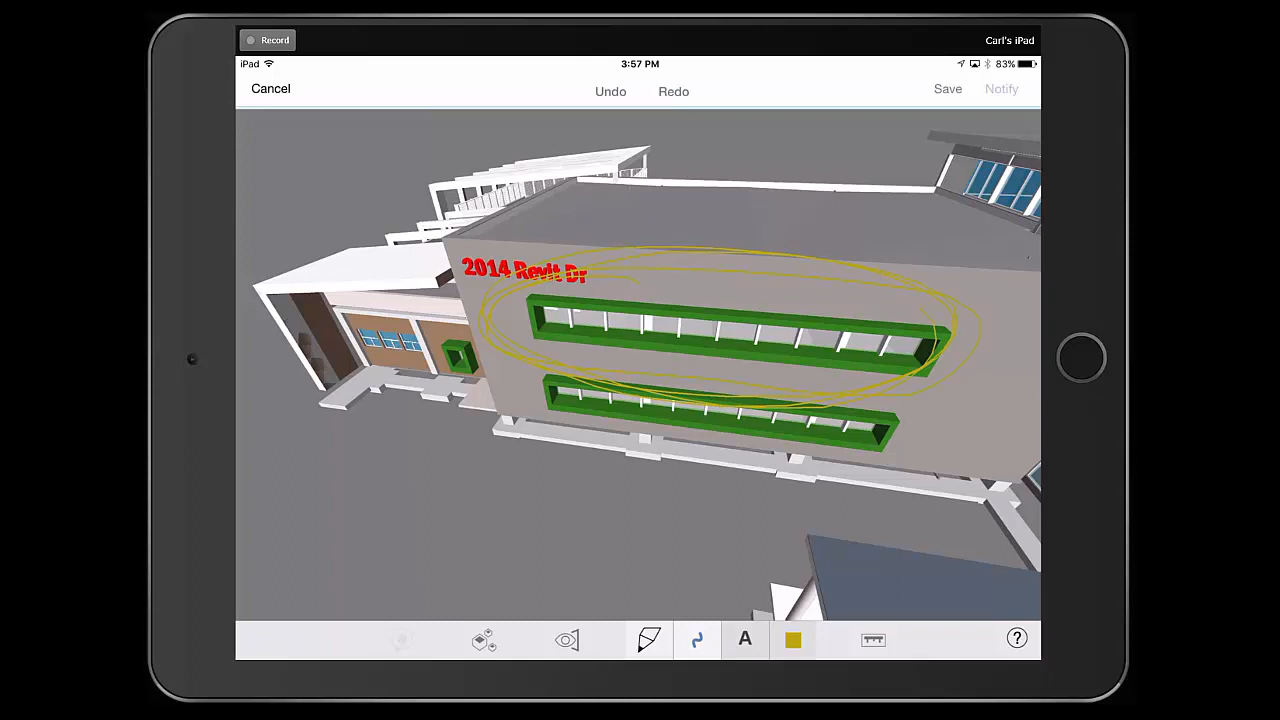 Record
Carl's iPad
iPad
3:57 PM
83%
Cancel
Undo
Redo
Save
Notify
2014 Revit Dr
A
?